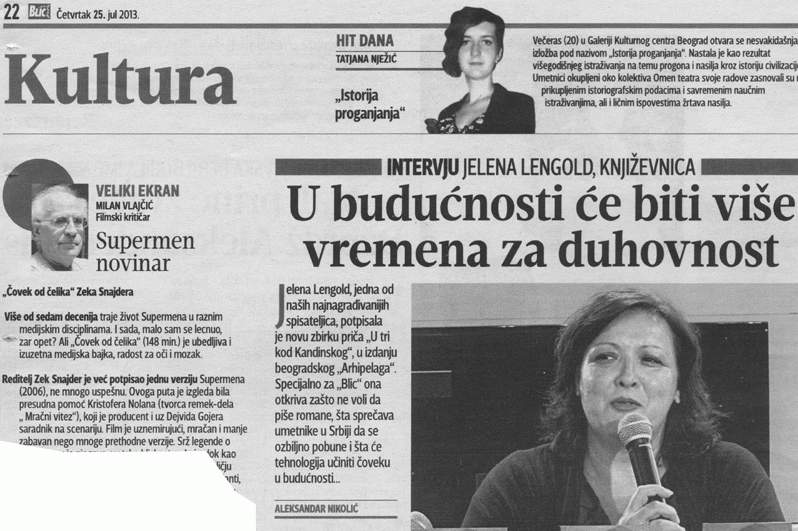 22 Blic Četvrtak 25. jul 2013.
Kultura
HIT DANA
TATJANA NJEŽIĆ
„Istorija
proganjanja“
Večeras (20) u Galeriji Kulturnog centra Beograd otvara se nesvakidašnja
izložba pod nazivom „Istorija proganjanja“. Nastala je kao rezultat
višegodišnjeg istraživanja na temu progona i nasilja kroz istoriju civilizacije
Umetnici okupljeni oko kolektiva Omen teatra svoje radove zasnovali su
prikupljenim istoriografskim podacima i savremenim naučnim
istraživanjima, ali i ličnim ispovestima žrtava nasilja.
VELIKI EKRAN
MILAN VLAJČIĆ
Filmski kritičar
Supermen
novinar
„Čovek od čelika“ Zeka Snajdera
Više od sedam decenija traje život Supermena u raznim
medijskim disciplinama. I sada, malo sam se lecnuo,
zar opet? Ali „Čovek od čelika“ (148 min.) je ubedljiva i
izuzetna medijska bajka, radost za oči i mozak.
Reditelj Zek Snajder je već potpisao jednu verziju Supermena
(2006), ne mnogo uspešnu. Ovoga puta je izgleda bila
presudna pomoć Kristofera Nolana (tvorca remek-dela
„ Mračni vitez“), koji je producent i uz Dejvida Gojera
saradnik na scenariju. Film je uznemirujući, mračan i manje
zabavan nego mnoge prethodne verzije. Srž legende o
dok kao
ličju
anti,
INTERVJU JELENA LENGOLD, KNJIŽEVNICA
U budućnosti će biti više
vremena za duhovnost
Jelena Lengold, jedna od
naših najnagrađivanijih
spisateljica, potpisala
je novu zbirku priča „U tri
kod Kandinskog“, u izdanju
beogradskog „Arhipelaga“.
Specijalno za „Blic“ ona
otkriva zašto ne voli da
piše romane, šta sprečava
umetnike u Srbiji da se
ozbiljno pobune i šta će
tehnologija učiniti čoveku
u budućnosti...
ALEKSANDAR NIKOLIĆ